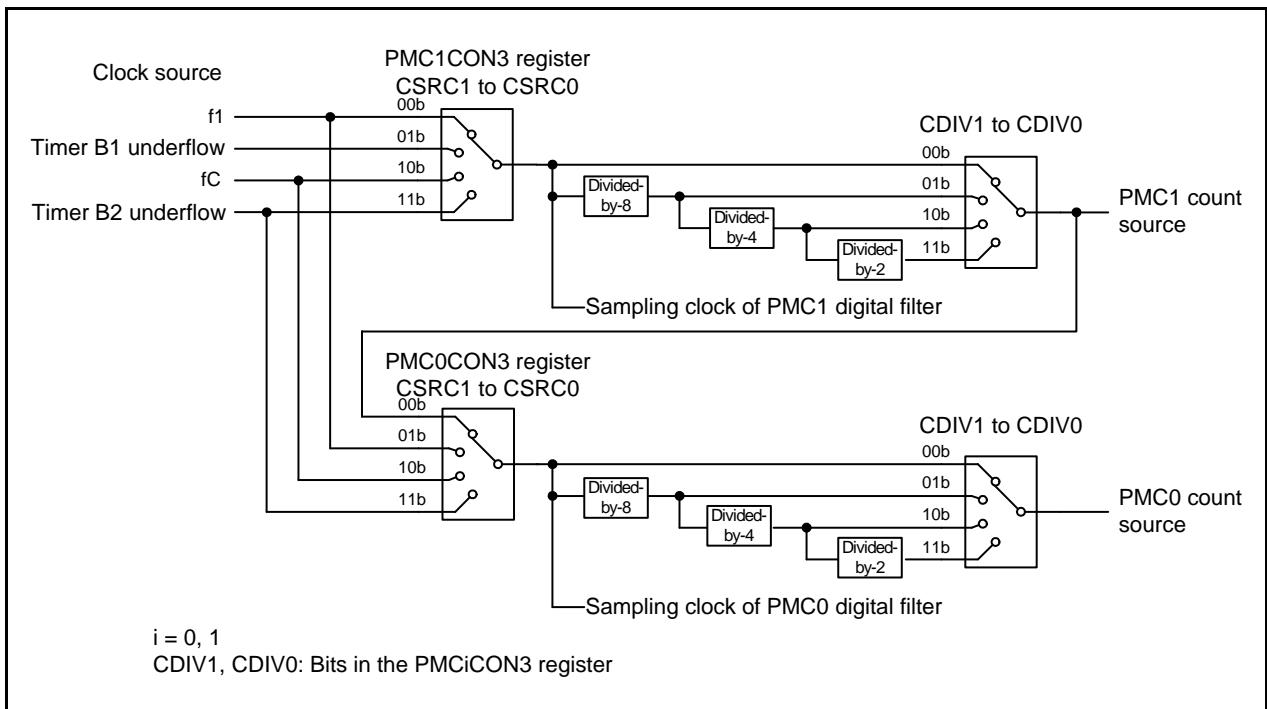 Clock source
f1
Timer B1 underflow
fC
Timer B2 underflow
PMC1CON3 register
CSRC1 to CSRC0
00b
01b
10b
11b
Divided-
by-8
Divided-
by-4
Divided-
by-2
Sampling clock of PMC1 digital filter
CDIV1 to CDIV0
00b
01b
10b
11b
PMC1 count
source
PMC0CON3 register
CSRC1 to CSRC0
00b
01b
10b
11b
Divided-
by-8
Divided-
by-4
Divided-
by-2
Sampling clock of PMC0 digital filter
CDIV1 to CDIV0
00b
01b
10b
11b
PMC0 count
source
i = 0, 1
CDIV1, CDIV0: Bits in the PMCiCON3 register